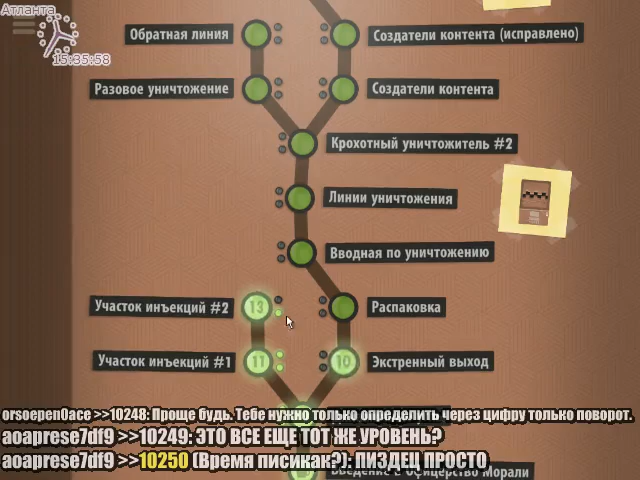 Атланта
15:35:58
Обратная линия
Создатели контента (исправлено)
Разовое уничтожение
Создатели контента
Крохотный уничтожитель #2
Линии уничтожения
Вводная по уничтожению
Участок инъекций #2
13
Распаковка
Участок инъекций #1
11
10
Экстренный выход
orsoepen0ace >>10248: Проще будь. Тебе нужно только определить через цифру только поворот.
aoaprese7df9 >>10249: ЭТО ВСЕ ЕЩЕ ТОТ ЖЕ УРОВЕНЬ?
aoaprese7df9 >>10250 (Время писикак?): ПИЗДЕЦ ПРОСТО
Введение в Офицерство Морали